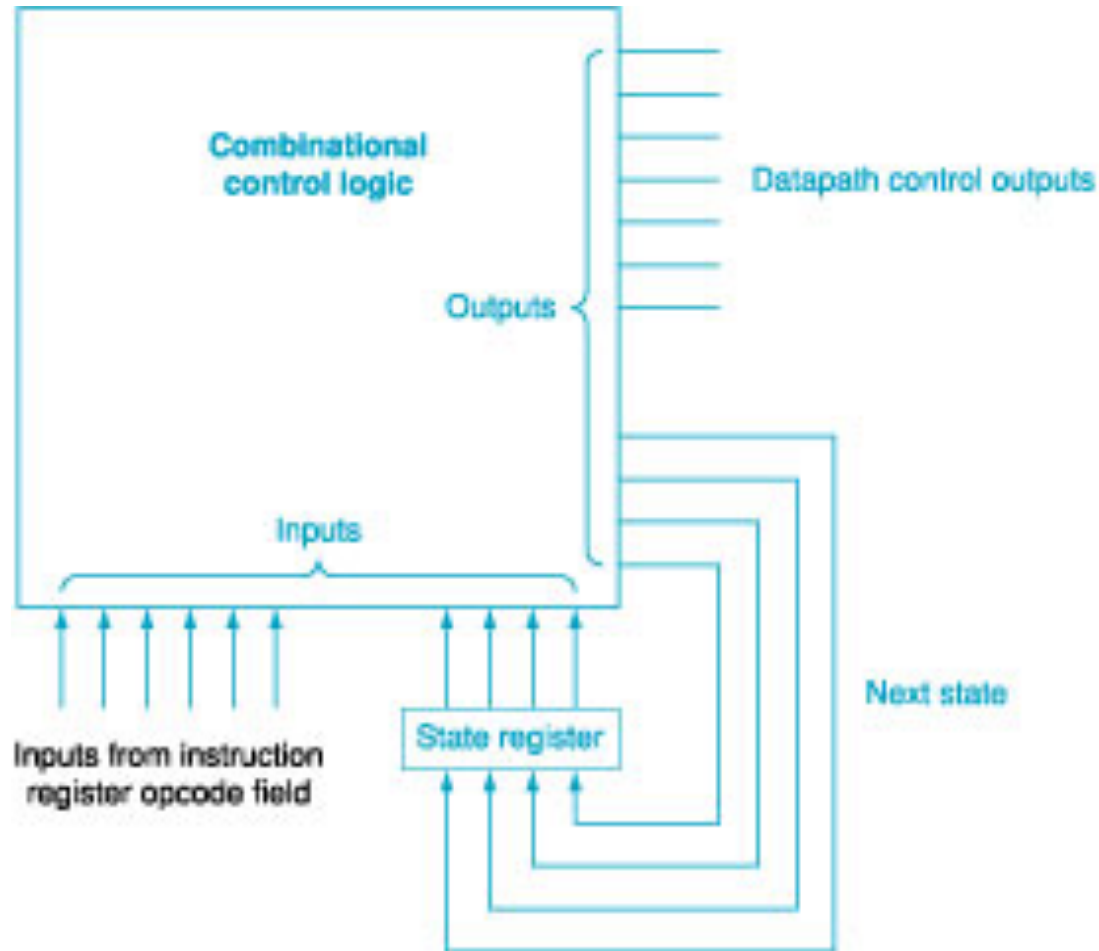 Combinational
control logic
Datapath control outputs
Outputs
Inputs
Next state
State register
Inputs from instruction
register opcode field